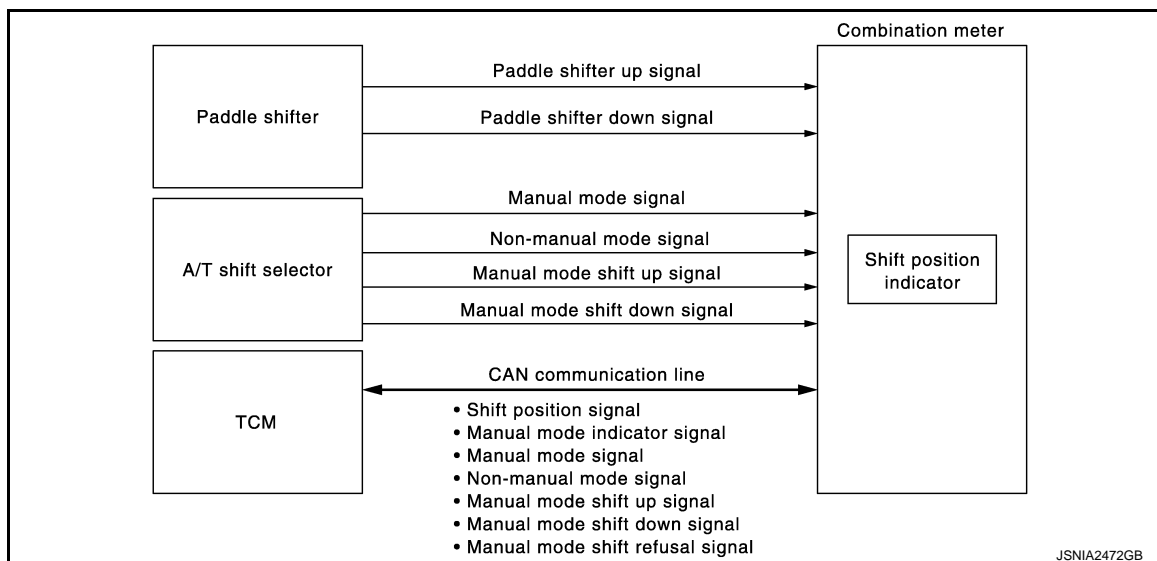 Combination meter
Paddle shifter
Paddle shifter up signal
Paddle shifter down signal
A/T shift selector
Manual mode signal
Non-manual mode signal
Manual mode shift up signal
Manual mode shift down signal
Shift position
indicator
TCM
CAN communication line
• Shift position signal
• Manual mode indicator signal
• Manual mode signal
• Non-manual mode signal
• Manual mode shift up signal
• Manual mode shift down signal
• Manual mode shift refusal signal
JSNIA2472GB